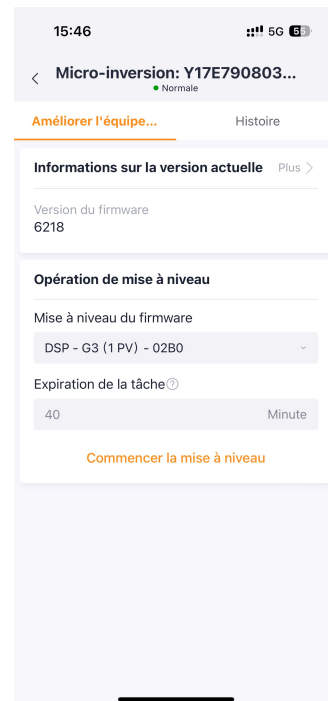 15:46
5G 55
Micro-inversion: Y17E790803...
Normale
Améliorer l'équipe...
Histoire
Informations sur la version actuelle
Plus
Version du firmware
6218
Opération de mise à niveau
Mise à niveau du firmware
DSP - G3 (1 PV) - 02B0
Expiration de la tâche
40 Minute
Commencer la mise à niveau